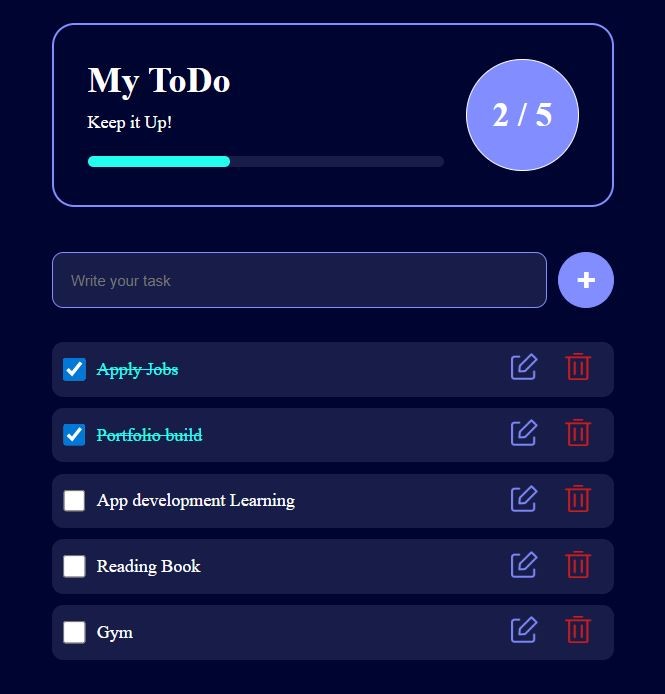 My ToDo
Keep it Up!
2 / 5
Write your task
Apply Jobs
Portfolio build
App development Learning
Reading Book
Gym